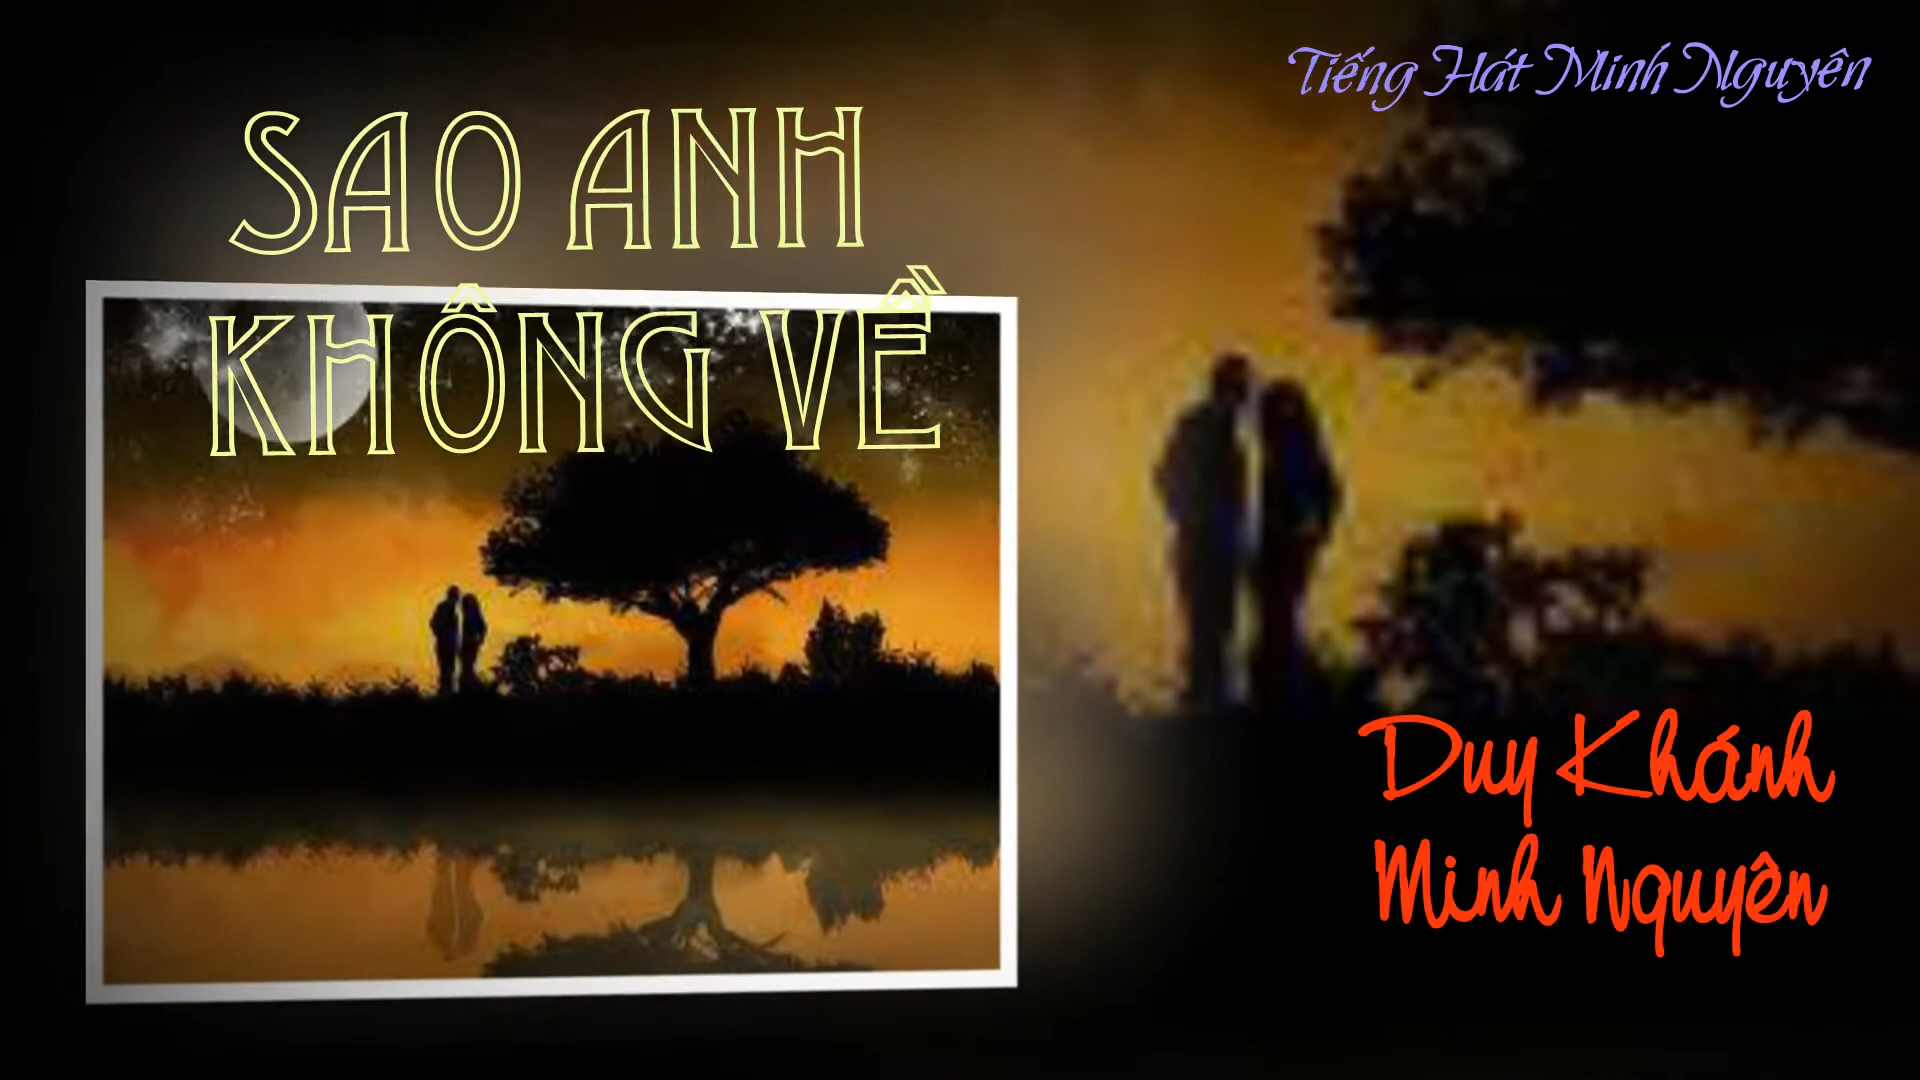 Tiếng Hát Minh Nguyên
SAO ANH
KHÔNG VỀ
Duy Khánh
Minh Nguyên